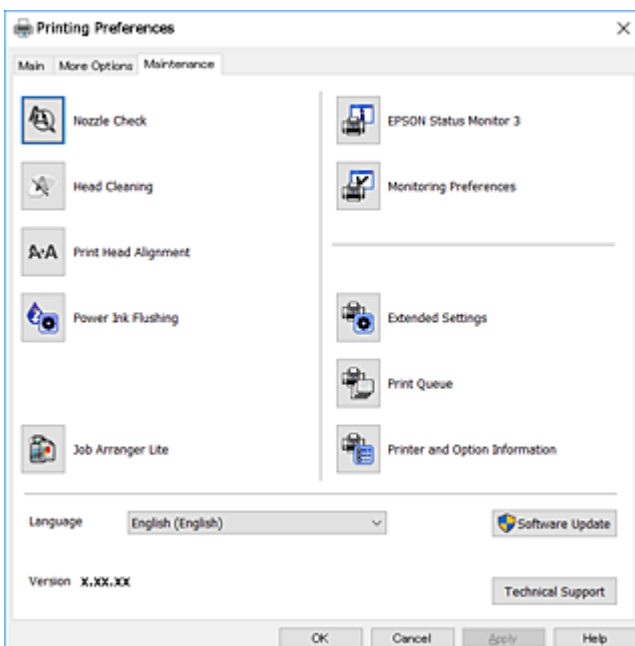 Printing Preferences
Main More Options Maintenance
Nozzle Check
EPSON Status Monitor 3
Head Cleaning
Monitoring Preferences
A·A Print Head Alignment
Power Ink Flushing
Extended Settings
Print Queue
Job Arranger Lite
Printer and Option Information
Language English (English)
Software Update
Version X.XX.XX
Technical Support
OK Cancel Apply Help